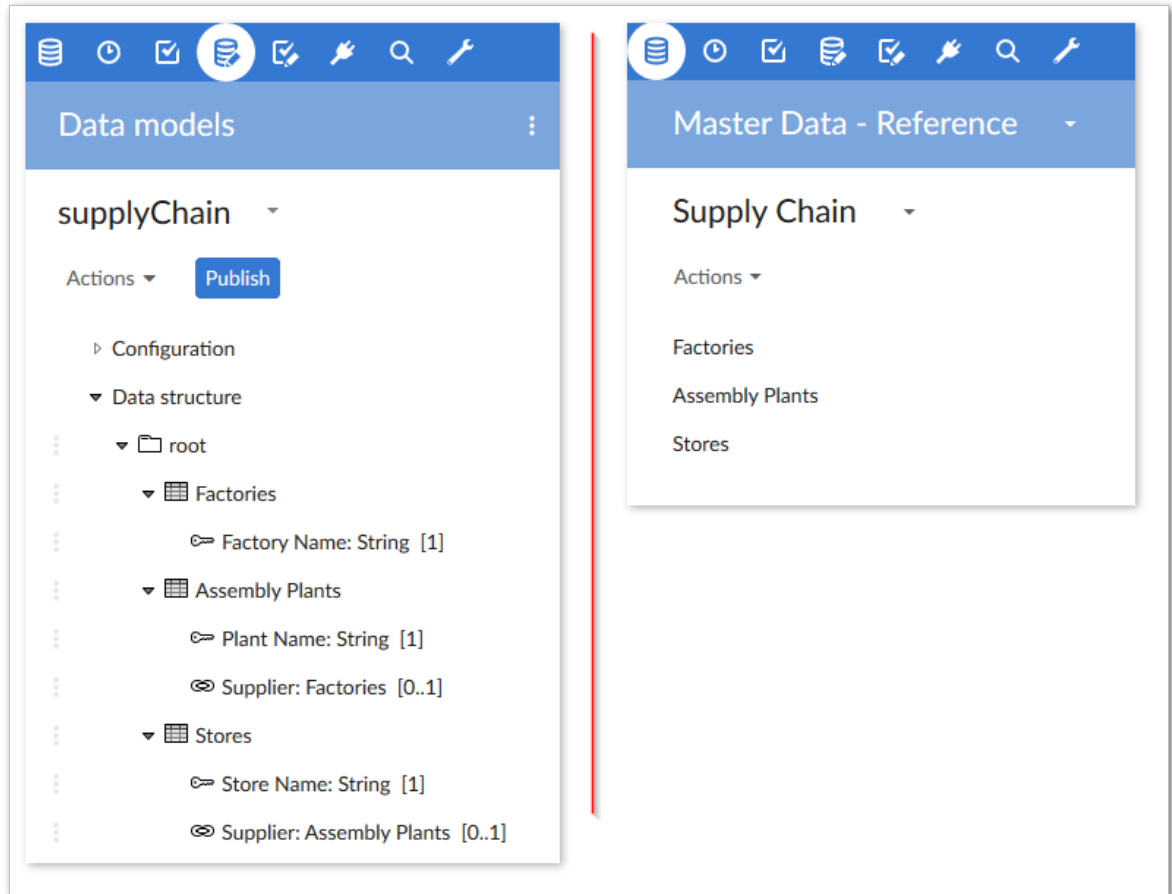 Data models
supplyChain
Actions
Publish
Configuration
Data structure
root
Factories
Factory Name: String [1]
Assembly Plants
Plant Name: String [1]
Supplier: Factories [0..1]
Stores
Store Name: String [1]
Supplier: Assembly Plants [0..1]
Master Data - Reference
Supply Chain
Actions
Factories
Assembly Plants
Stores